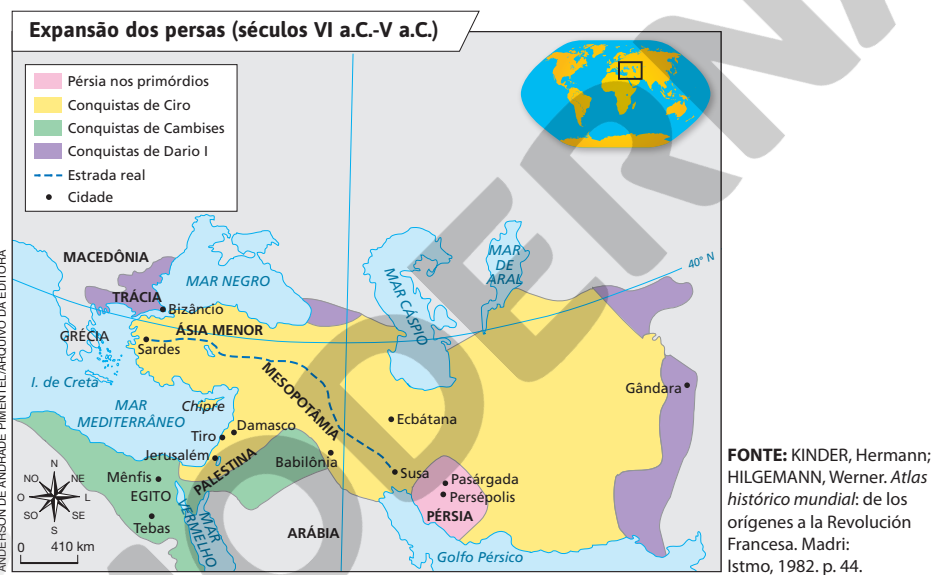 Expansão dos persas (séculos VI a.C.-V a.C.)
Pérsia nos primórdios
Conquistas de Ciro
Conquistas de Cambises
Conquistas de Dario I
Estrada real
Cidade
MACEDÔNIA
MAR NEGRO
MAR
DE
ARAL
40° N
MAR CÁSPIO
TRÁCIA
Bizâncio
GRÉCIA
ÁSIA MENOR
Sardes
I. de Creta
MESOPOTÂMIA
Gândara
MAR
MEDITERRÂNEO
Chipre
Ecbátana
Tiro
Damasco
Jerusalém
PALESTINA
Babilônia
Susa
Mênfis
EGITO
Tebas
MAR
VERMELHO
ARÁBIA
Pasárgada
Persépolis
PÉRSIA
Golfo Pérsico
N
NO
NE
O
L
SO
SE
S
0 410 km
ANDERSON DE ANDRADE PIMENTEL/ARQUIVO DA EDITORA
FONTE: KINDER, Hermann;
HILGEMANN, Werner. Atlas
histórico mundial: de los
orígenes a la Revolución
Francesa. Madri:
Istmo, 1982. p. 44.